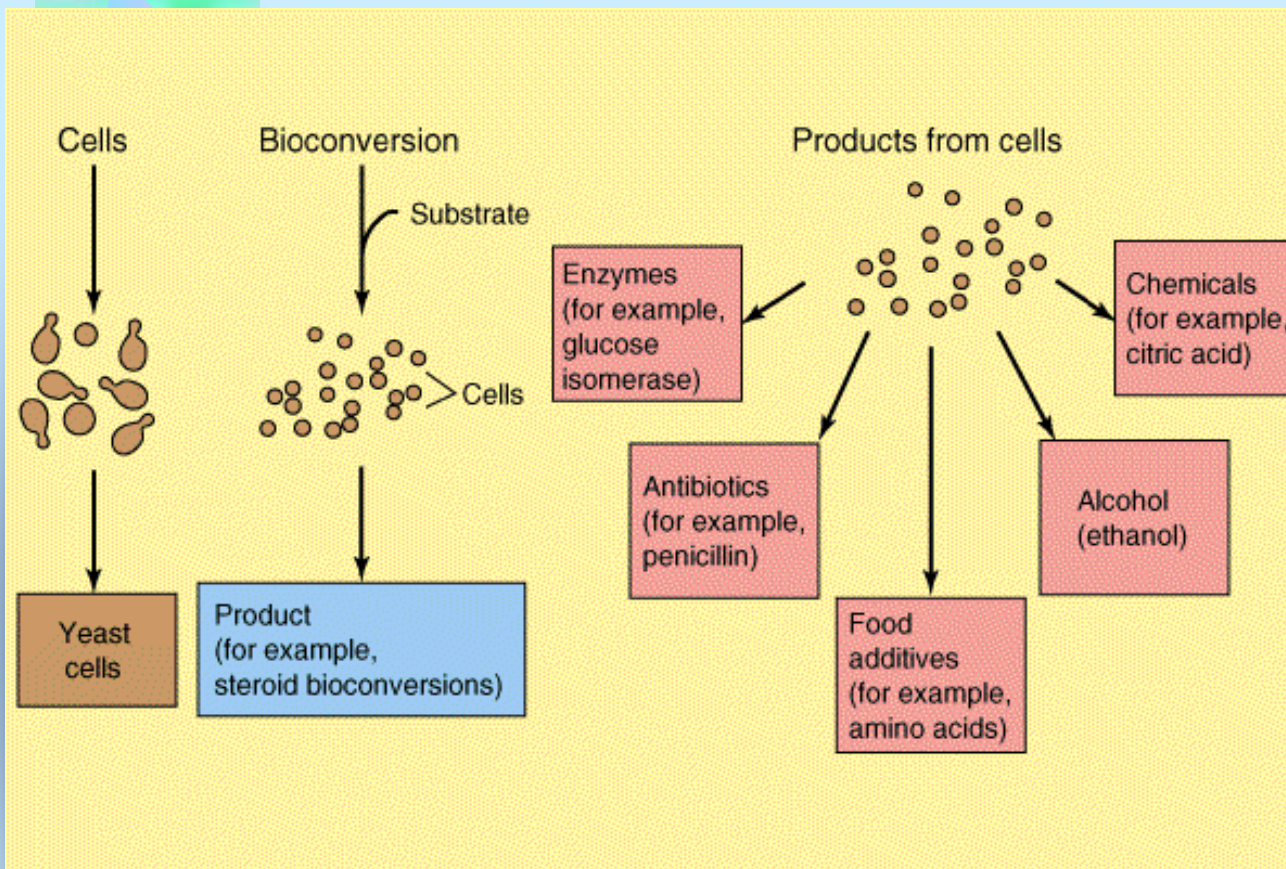 Cells
Bioconversion
Products from cells
Substrate
Cells
Yeast
cells
Product
(for example,
steroid bioconversions)
Enzymes
(for example,
glucose
isomerase)
Antibiotics
(for example,
penicillin)
Food
additives
(for example,
amino acids)
Alcohol
(ethanol)
Chemicals
(for example,
citric acid)